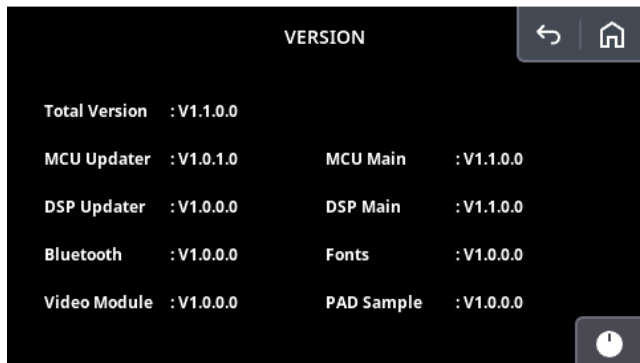 VERSION
Total Version : V1.1.0.0
MCU Updater : V1.0.1.0 MCU Main : V1.1.0.0
DSP Updater : V1.0.0.0 DSP Main : V1.1.0.0
Bluetooth : V1.0.0.0 Fonts : V1.0.0.0
Video Module : V1.0.0.0 PAD Sample : V1.0.0.0